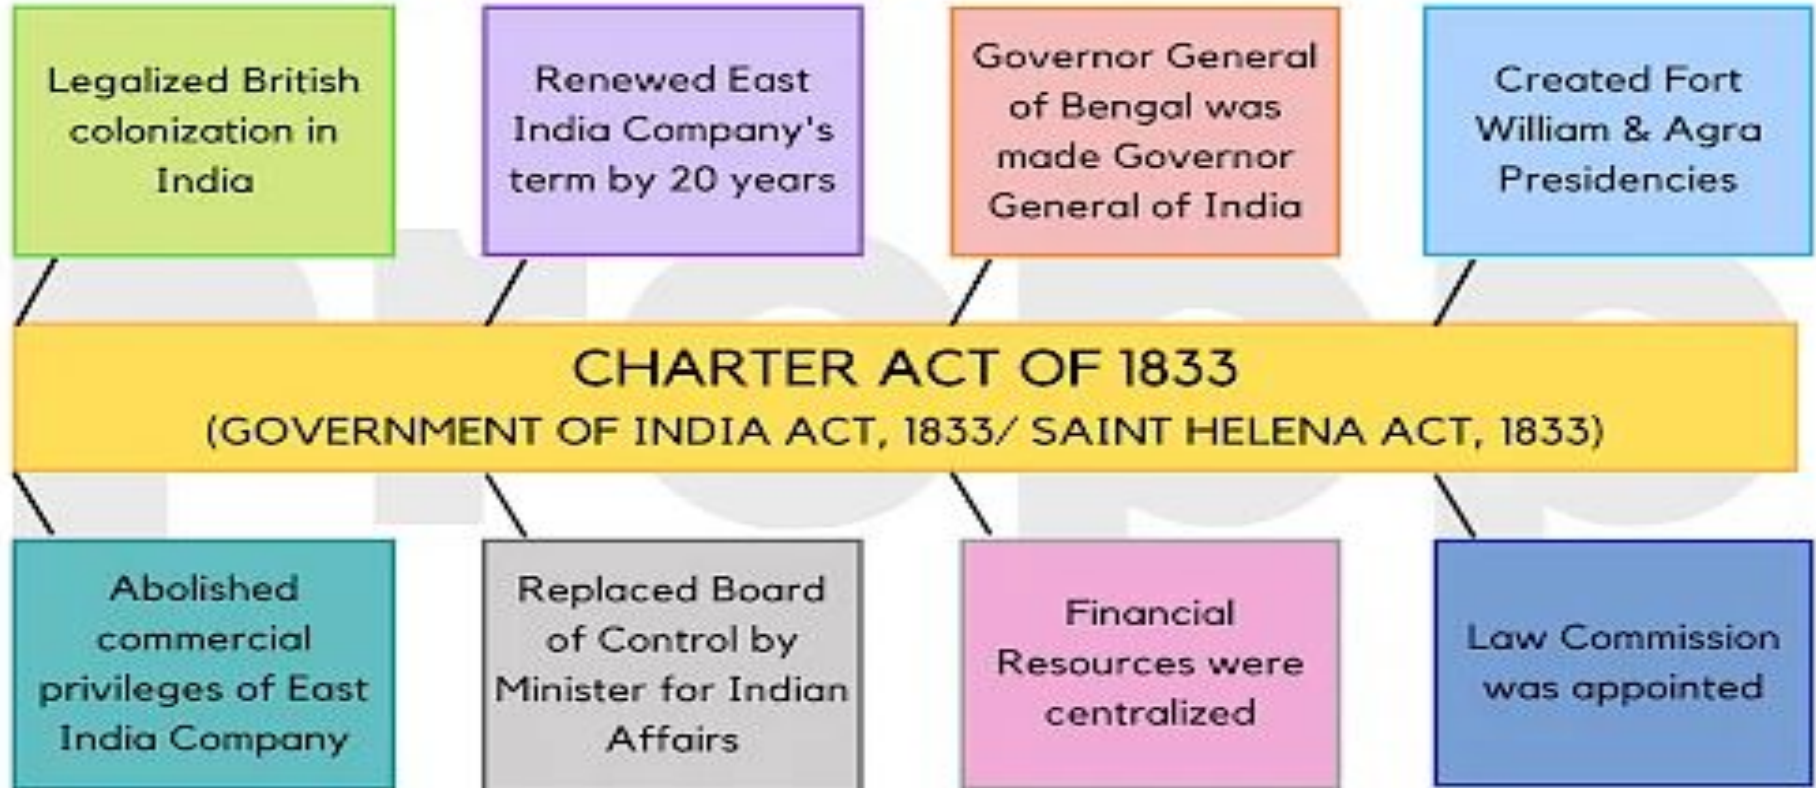 Legalized British
colonization in
India
Renewed East
India Company's
term by 20 years
Governor General
of Bengal was
made Governor
General of India
Created Fort
William & Agra
Presidencies
CHARTER ACT OF 1833
(GOVERNMENT OF INDIA ACT, 1833/ SAINT HELENA ACT, 1833)
Abolished
commercial
privileges of East
India Company
Replaced Board
of Control by
Minister for Indian
Affairs
Financial
Resources were
centralized
Law Commission
was appointed